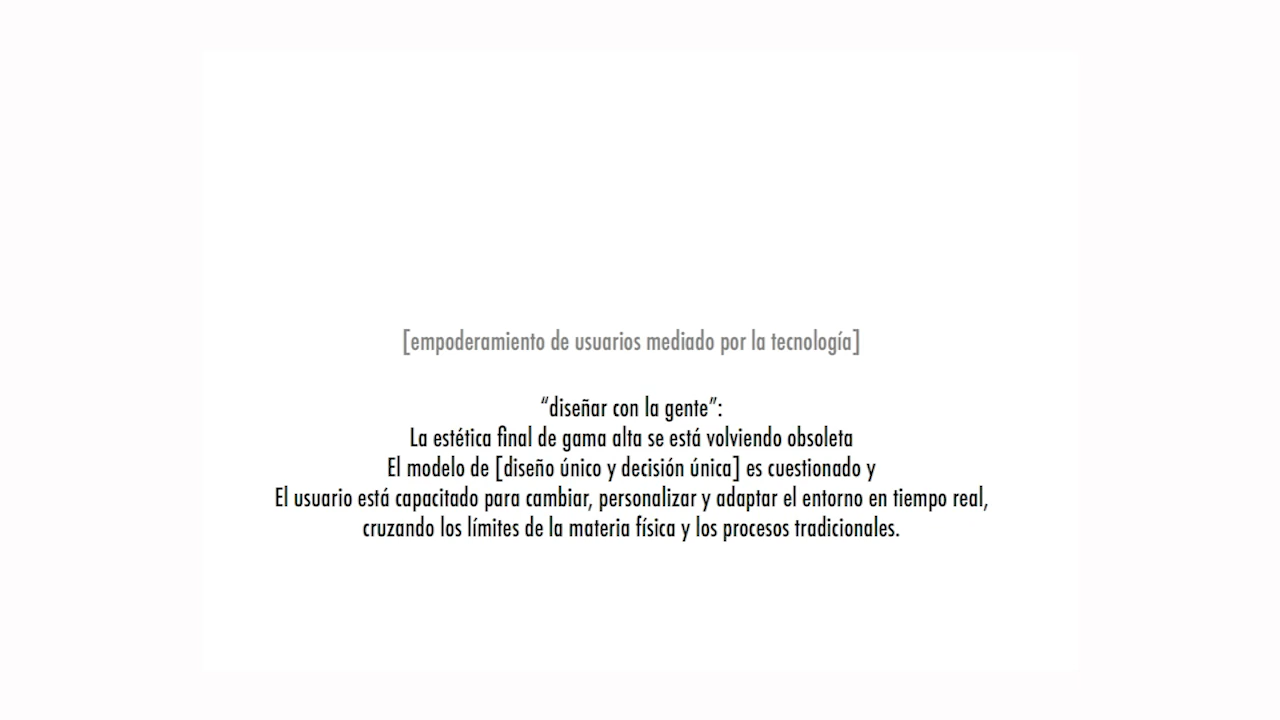 [empoderamiento de usuarios mediado por la tecnología]
“diseñar con la gente”:
La estética final de gama alta se está volviendo obsoleta
El modelo de [diseño único y decisión única] es cuestionado y
El usuario está capacitado para cambiar, personalizar y adaptar el entorno en tiempo real,
cruzando los límites de la materia física y los procesos tradicionales.